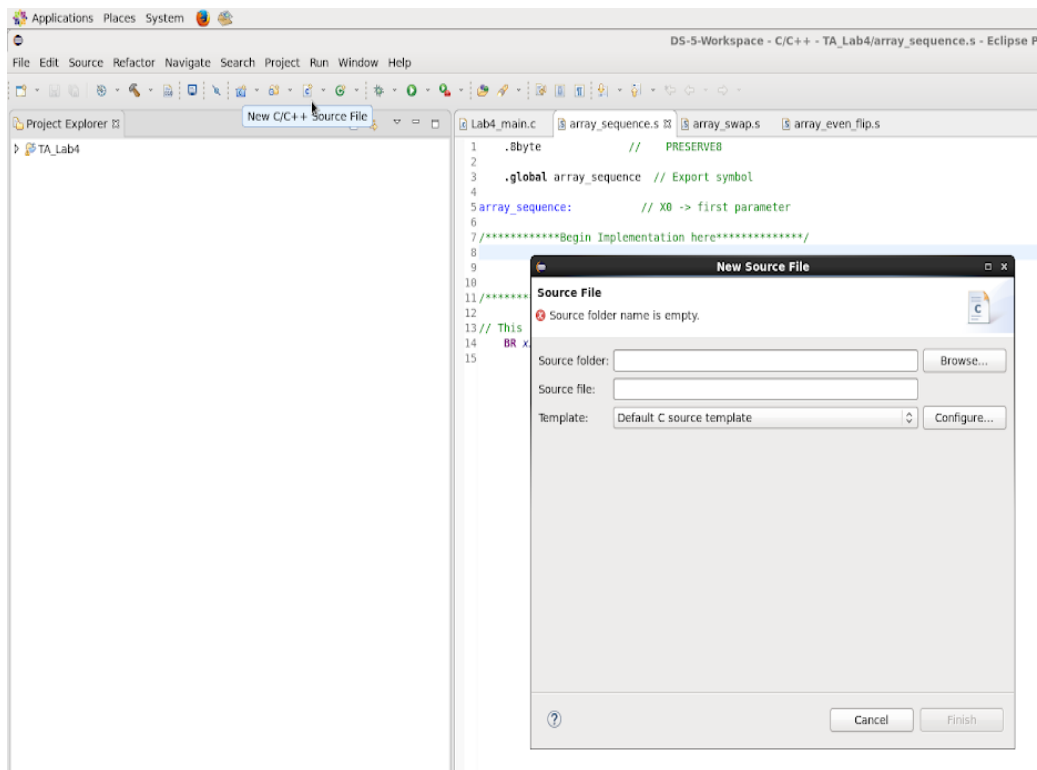 Applications Places System
DS-5-Workspace - C/C++ - TA_Lab4/array_sequence.s - Eclipse P
File Edit Source Refactor Navigate Search Project Run Window Help
New C/C++ Source File
Project Explorer
Lab4_main.c array_sequence.s array_swap.s array_even_flip.s
TA_Lab4
1 .8byte // PRESERVE8
2
3 .global array_sequence // Export symbol
4
5 array_sequence: // X0 -> first parameter
6
7 /************Begin Implementation here**************/
8
9
10
11 /*******
12
13 // This
14 BR x
15
New Source File
Source File
Source folder name is empty.
C
Source folder: Browse...
Source file:
Template: Default C source template Configure...
? Cancel Finish